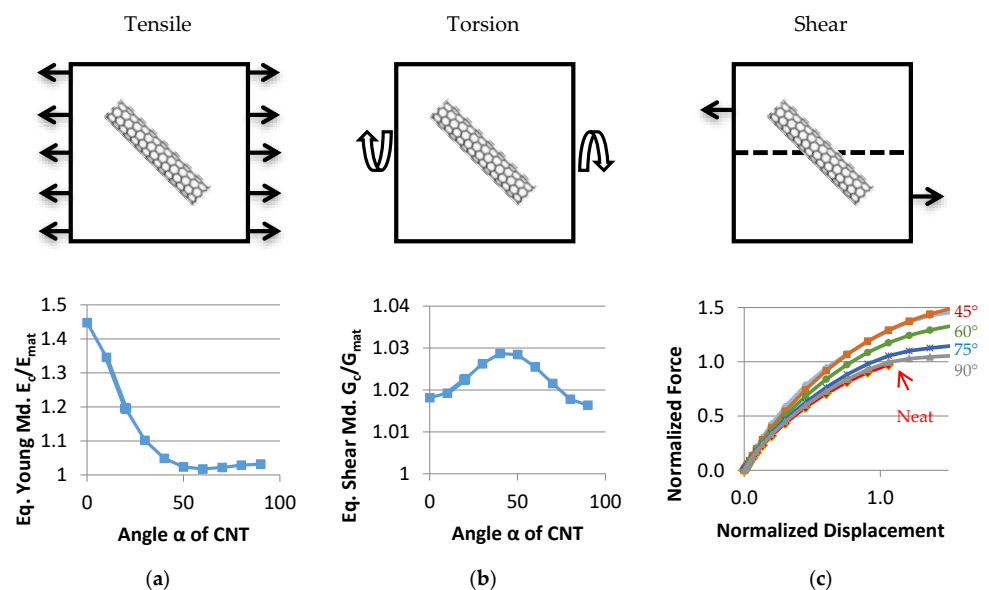 Tensile
Torsion
Shear
1.5
1.4
1.3
1.2
1.1
1
0
50
100
Eq. Young Md. Ec/Emat
Angle α of CNT
1.04
1.03
1.02
1.01
1
0
50
100
Eq. Shear Md. Gc/Gmat
Angle α of CNT
1.5
1.0
0.5
0.0
0.0
1.0
Normalized Force
Normalized Displacement
45°
60°
75°
90°
Neat
(a)
(b)
(c)